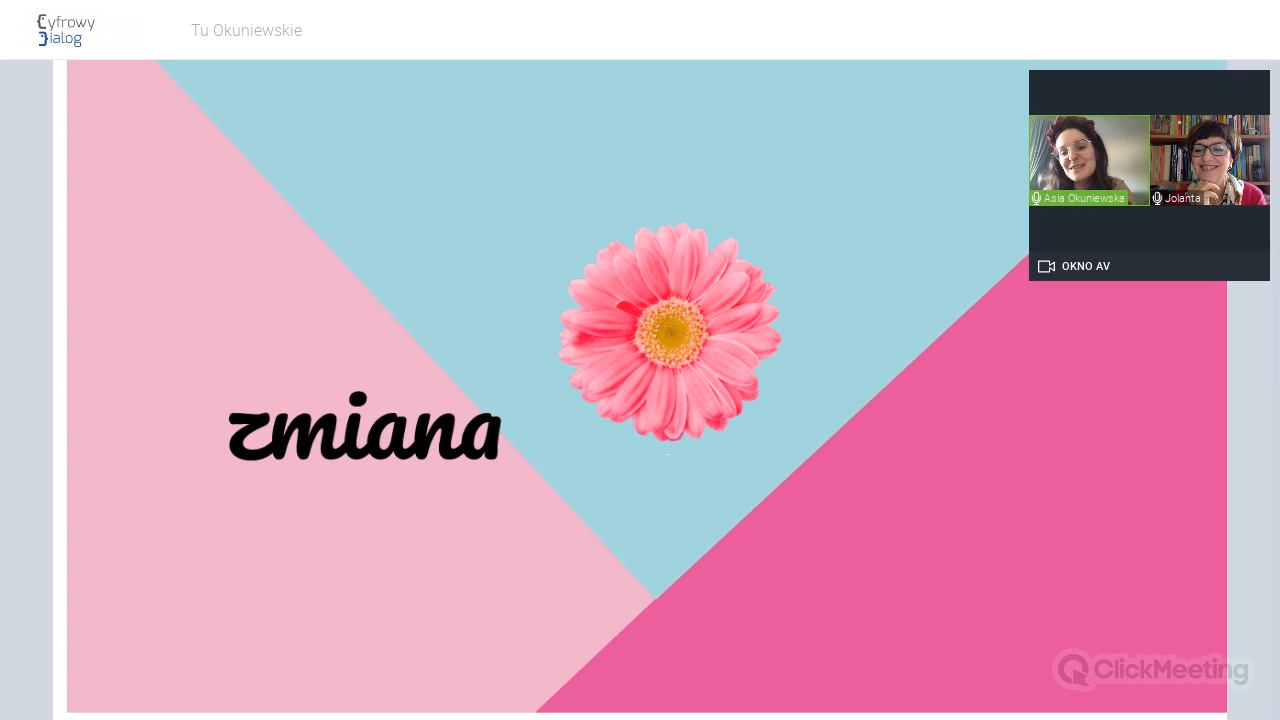 Cyfrowy
Dialog
Tu Okuniewskie
Asia Okuniewska
Jolanta
OKNO AV
zmiana
ClickMeeting